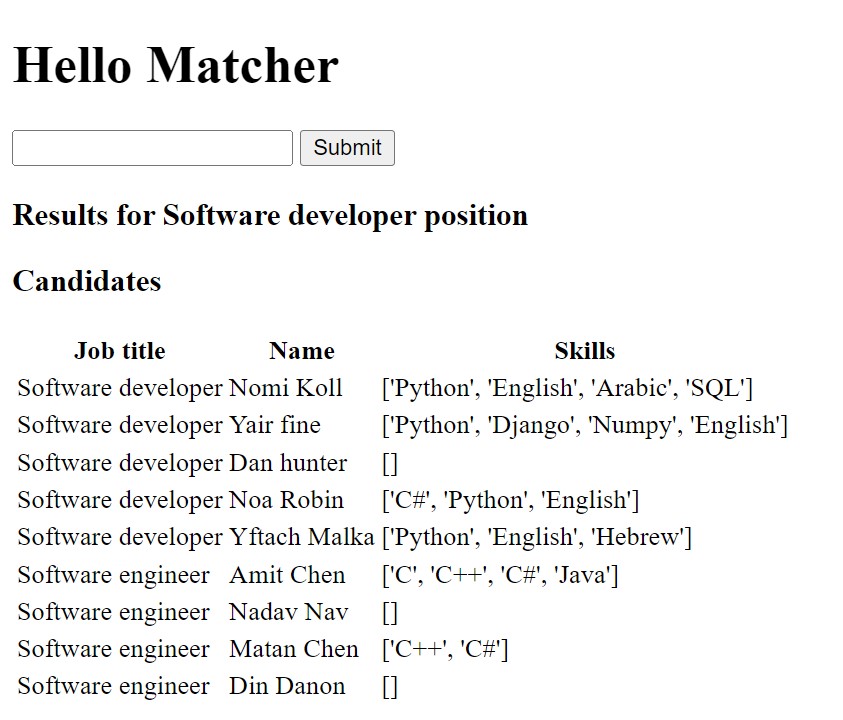 Hello Matcher
Submit
Results for Software developer position
Candidates
Job title Name Skills
Software developer Nomi Koll ['Python', 'English', 'Arabic', 'SQL']
Software developer Yair fine ['Python', 'Django', 'Numpy', 'English']
Software developer Dan hunter []
Software developer Noa Robin ['C#', 'Python', 'English']
Software developer Yftach Malka ['Python', 'English', 'Hebrew']
Software engineer Amit Chen ['C', 'C++', 'C#', 'Java']
Software engineer Nadav Nav []
Software engineer Matan Chen ['C++', 'C#']
Software engineer Din Danon []